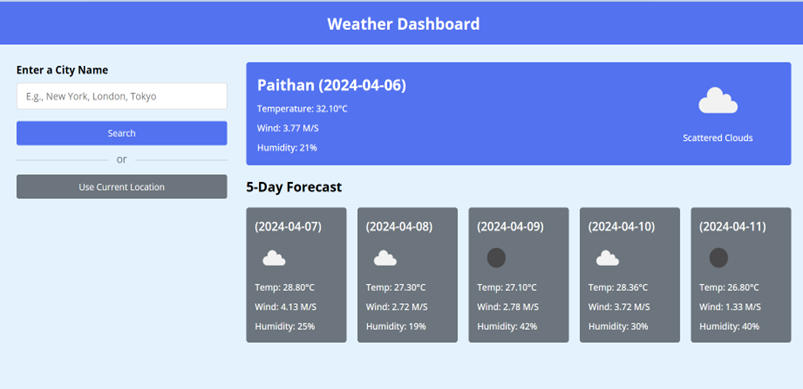 Weather Dashboard
Enter a City Name
E.g., New York, London, Tokyo
Search
or
Use Current Location
Paithan (2024-04-06)
Temperature: 32.10°C
Wind: 3.77 M/S
Humidity: 21%
Scattered Clouds
5-Day Forecast
(2024-04-07)
Temp: 28.80°C
Wind: 4.13 M/S
Humidity: 25%
(2024-04-08)
Temp: 27.30°C
Wind: 2.72 M/S
Humidity: 19%
(2024-04-09)
Temp: 27.10°C
Wind: 2.78 M/S
Humidity: 42%
(2024-04-10)
Temp: 28.36°C
Wind: 3.72 M/S
Humidity: 30%
(2024-04-11)
Temp: 26.80°C
Wind: 1.33 M/S
Humidity: 40%